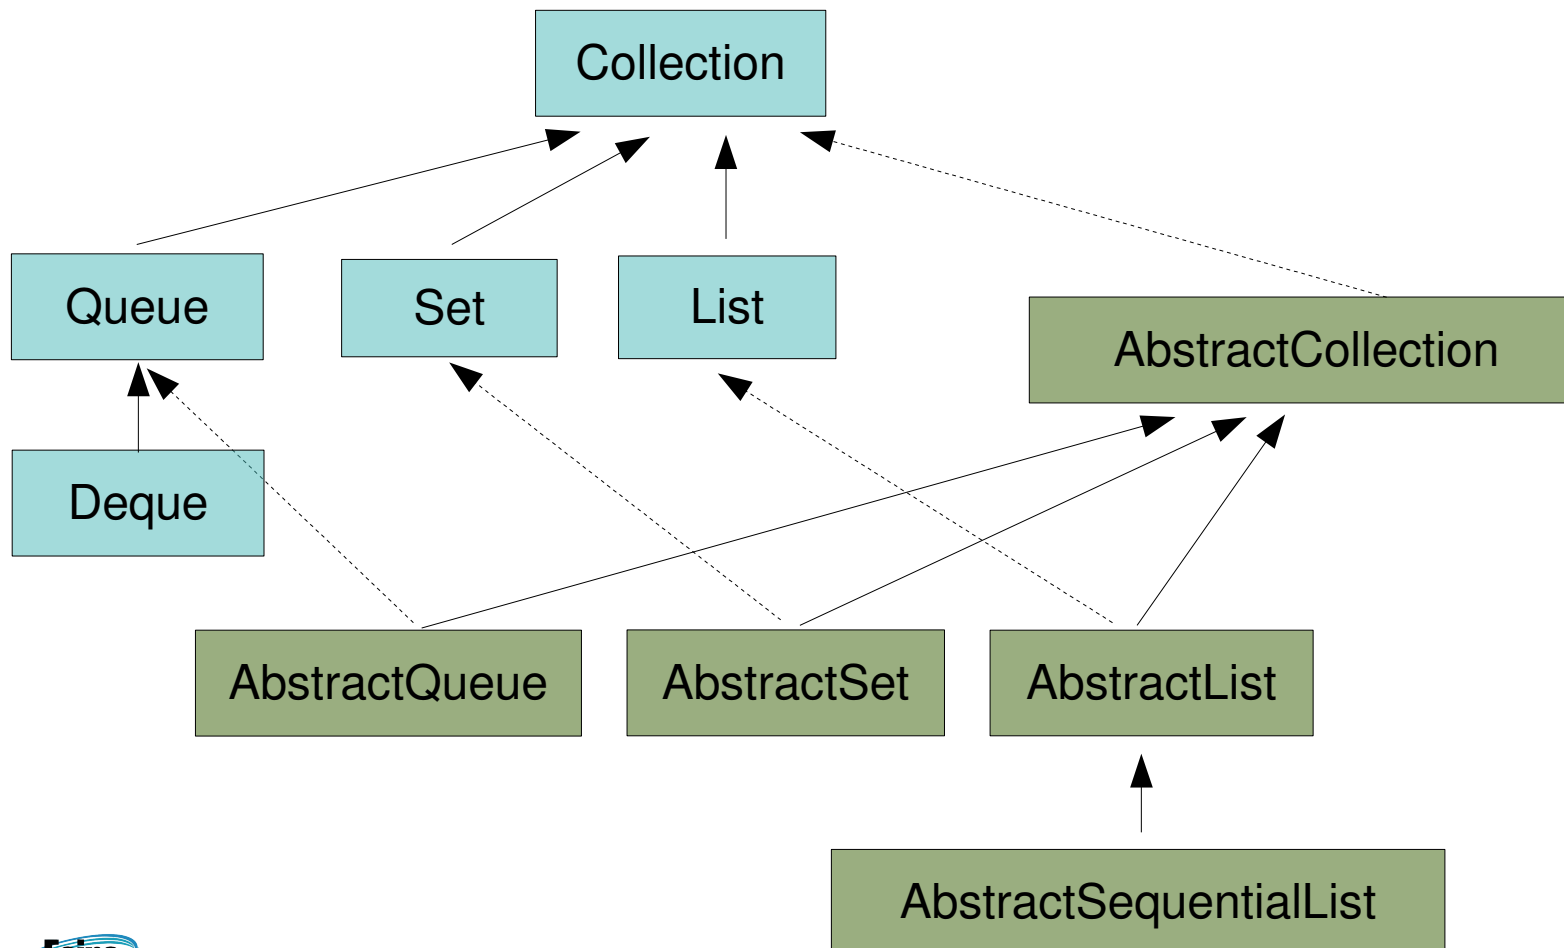 Collection
Queue
Set
List
AbstractCollection
Deque
AbstractQueue
AbstractSet
AbstractList
AbstractSequentialList